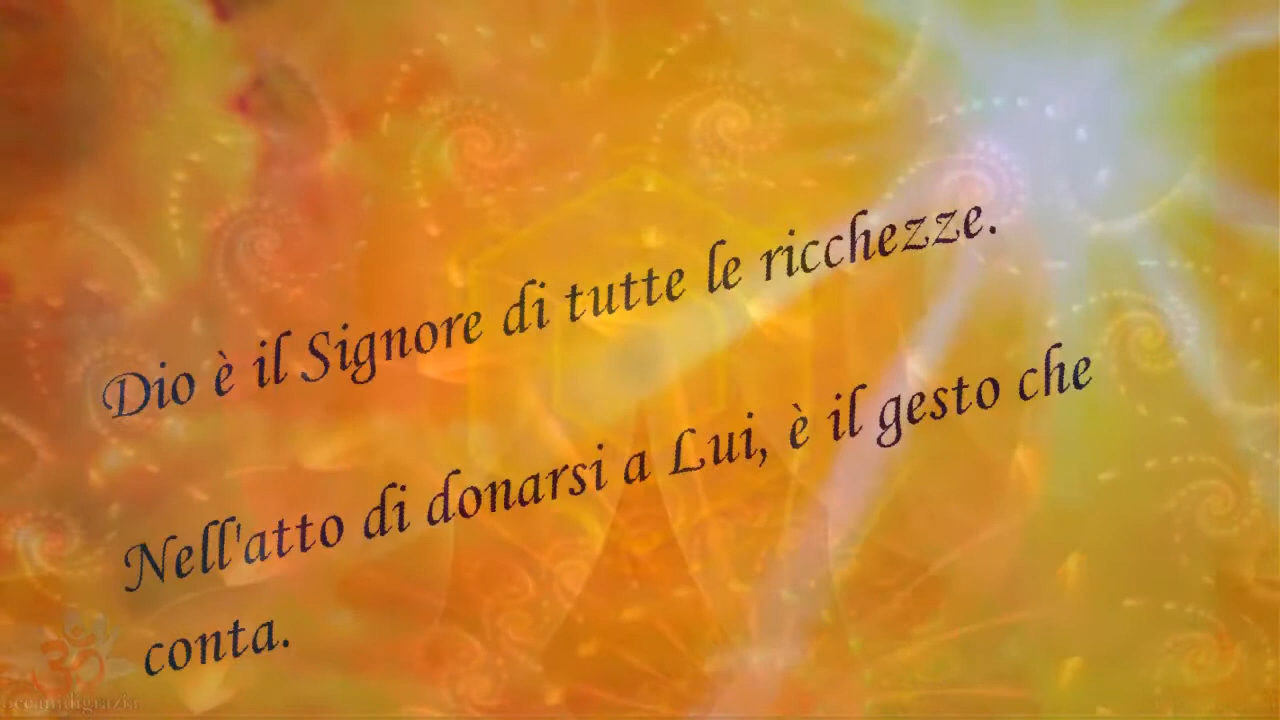 Dio è il Signore di tutte le ricchezze.
Nell'atto di donarsi a Lui, è il gesto che
conta.